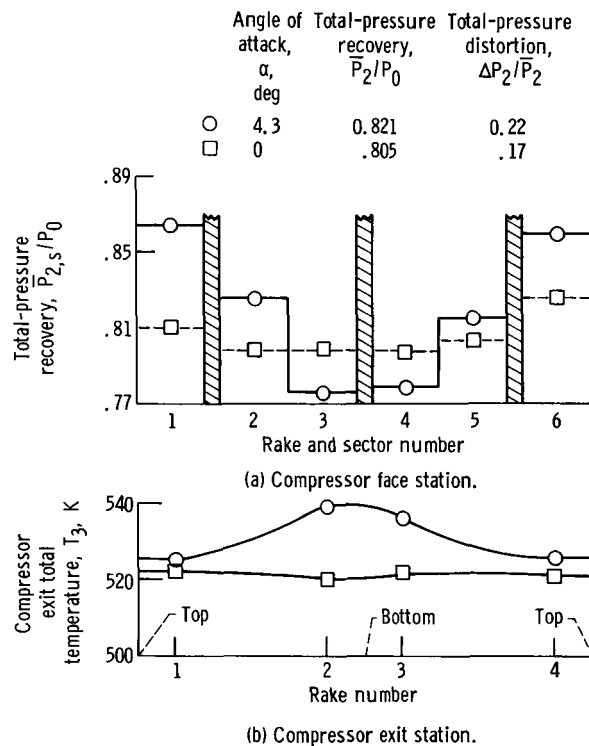 Angle of attack, α, deg
Total-pressure recovery, P̅2/P0
Total-pressure distortion, ΔP2/P̅2
○ 4.3 0.821 0.22
□ 0 .805 .17
Total-pressure recovery, P̅2,s/P0
.89
.85
.81
.77
1 2 3 4 5 6
Rake and sector number
(a) Compressor face station.
Compressor exit total temperature, T3, K
540
520
500
Top
Bottom
Top
1 2 3 4
Rake number
(b) Compressor exit station.